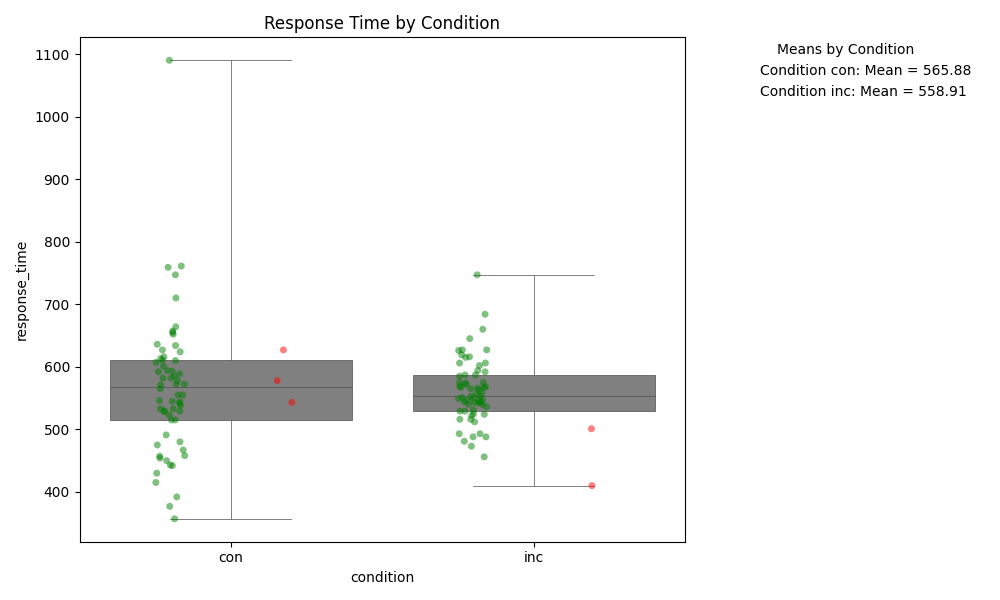 Response Time by Condition
Means by Condition
Condition con: Mean = 565.88
Condition inc: Mean = 558.91
1100
1000
900
800
700
600
500
400
response_time
con
inc
condition